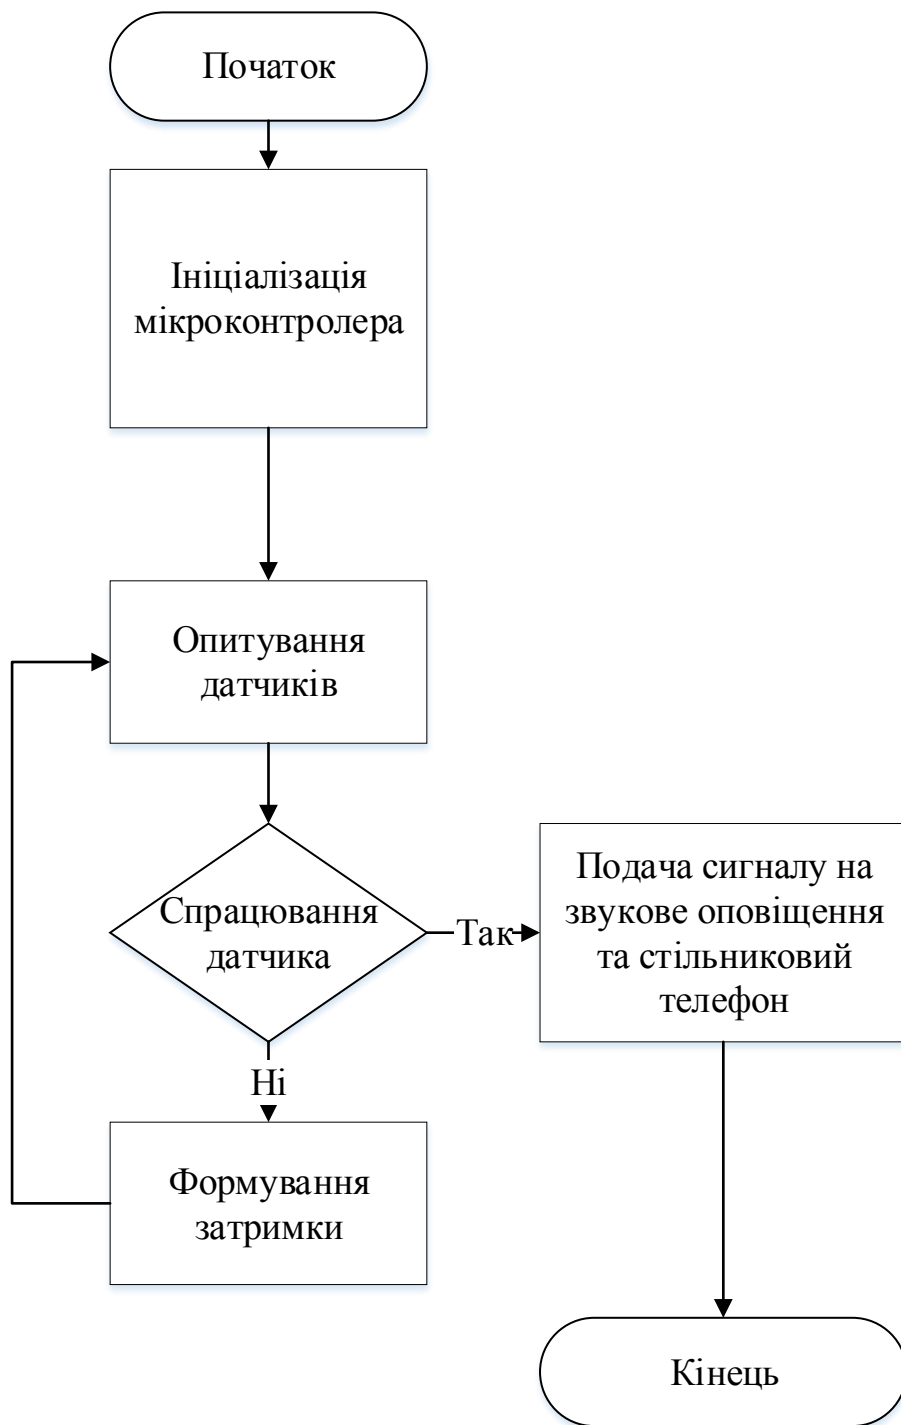 Початок
Ініціалізація
мікроконтролера
Опитування
датчиків
Спрацювання
датчика
Так
Подача сигналу на
звукове оповіщення
та стільниковий
телефон
Ні
Формування
затримки
Кінець